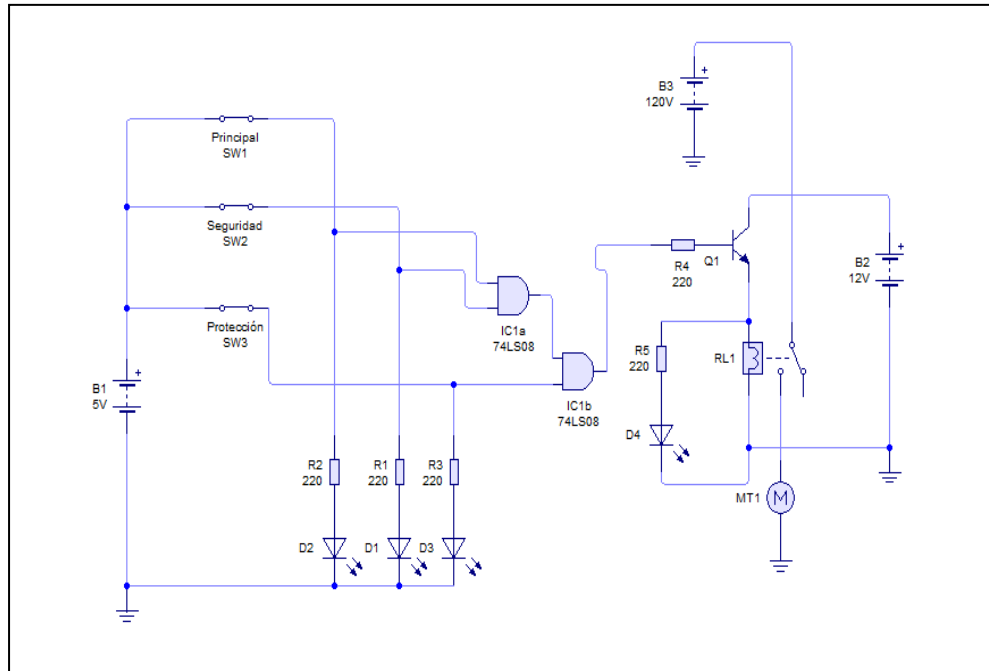 B3
120V
Principal
SW1
Seguridad
SW2
Protección
SW3
B1
5V
IC1a
74LS08
IC1b
74LS08
R4
220
Q1
B2
12V
R5
220
RL1
D4
R2
220
R1
220
R3
220
MT1
M
D2
D1
D3